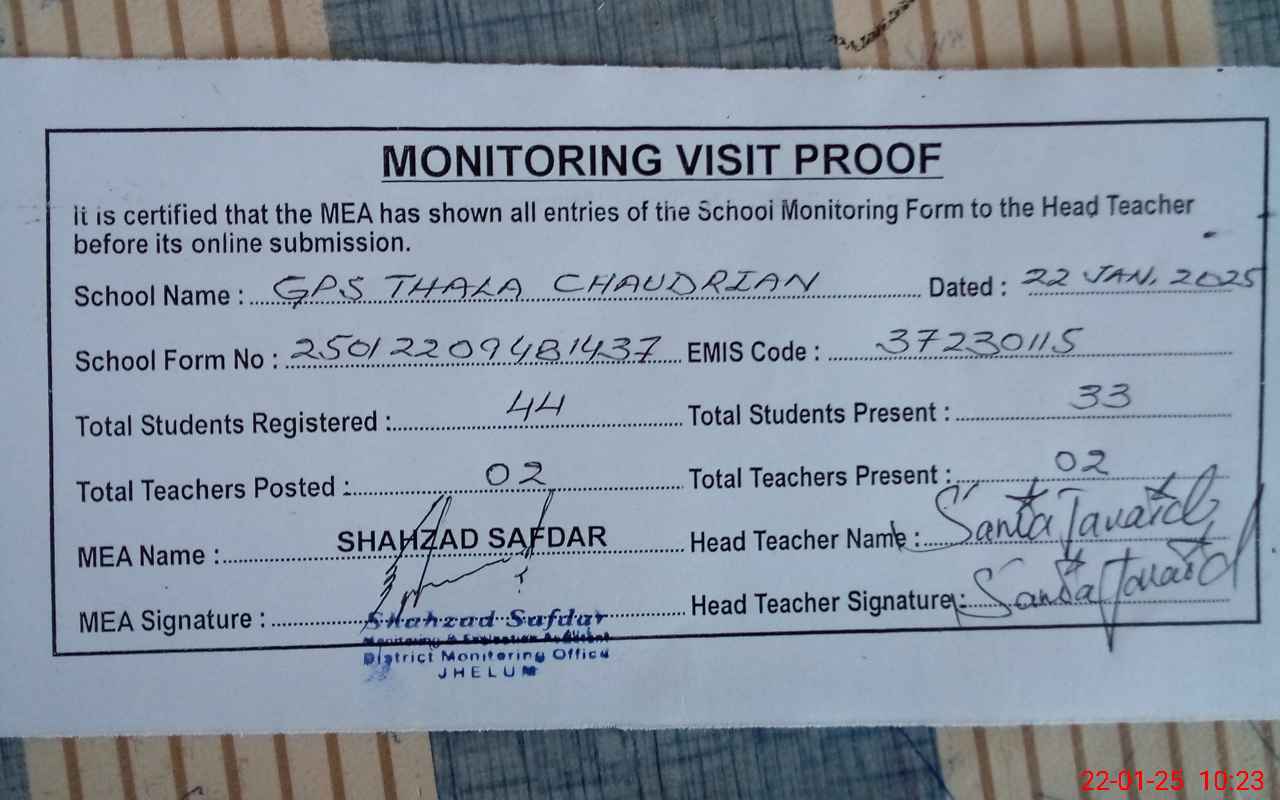 MONITORING VISIT PROOF
It is certified that the MEA has shown all entries of the School Monitoring Form to the Head Teacher
before its online submission.
School Name : GPS THALA CHAUDRIAN Dated : 22 JAN, 2025
School Form No : 25012209481437 EMIS Code : 37230115
Total Students Registered : 44 Total Students Present : 33
Total Teachers Posted : 02 Total Teachers Present : 02
MEA Name : SHAHZAD SAFDAR Head Teacher Name :
MEA Signature : Head Teacher Signature :
Shahzad Safdar
Monitoring & Evaluation Assistant
District Monitoring Office
JHELUM
22-01-25 10:23